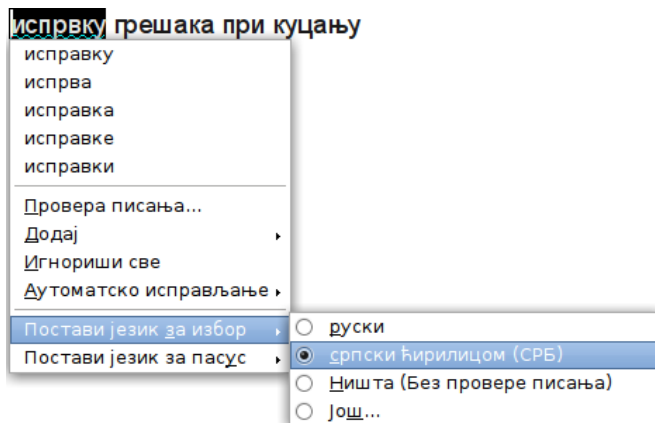 испрвку грешака при куцању
исправку
испрва
исправка
исправке
исправки
Провера писања...
Додај
Игнориши све
Аутоматско исправљање
Постави језик за избор
Постави језик за пасус
руски
српски ћирилицом (СРБ)
Ништа (Без провере писања)
Још...